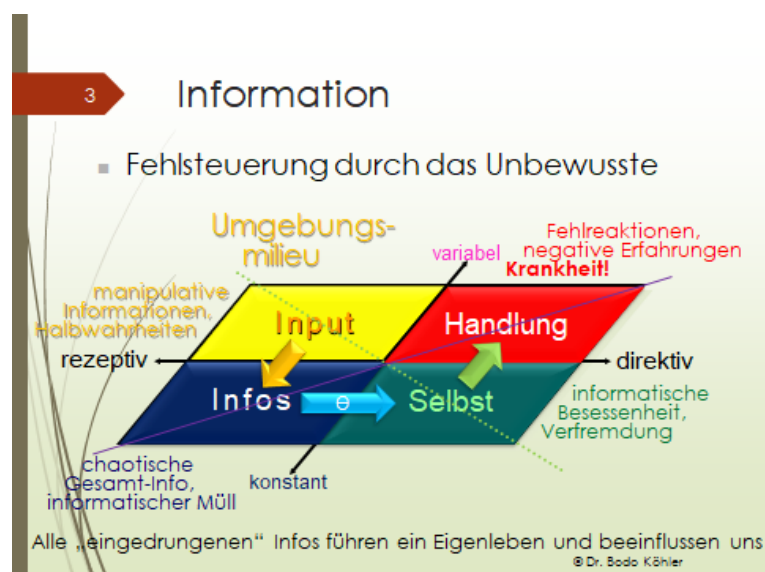 3
Information
Fehlsteuerung durch das Unbewusste
Umgebungs-
milieu
variabel
Fehlreaktionen,
negative Erfahrungen
Krankheit!
manipulative
Informationen,
Halbwahrheiten
Input
Handlung
rezeptiv
direktiv
Infos
Θ
Selbst
informatische
Besessenheit,
Verfremdung
chaotische
Gesamt-Info,
informatischer Müll
konstant
Alle „eingedrungenen“ Infos führen ein Eigenleben und beeinflussen uns
© Dr. Bodo Köhler